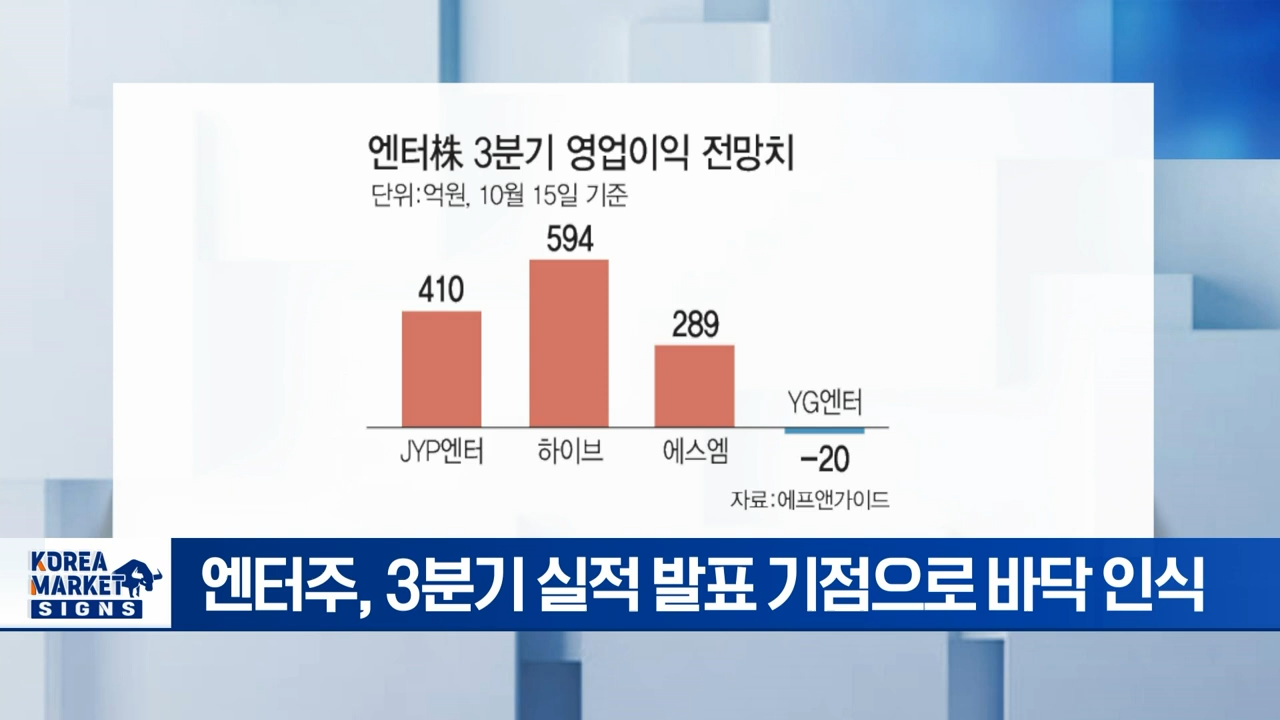 엔터株 3분기 영업이익 전망치
단위:억원, 10월 15일 기준
594
410
289
YG엔터
JYP엔터 하이브 에스엠
-20
자료:에프앤가이드
KOREA
MARKET
SIGNS
엔터주, 3분기 실적 발표 기점으로 바닥 인식